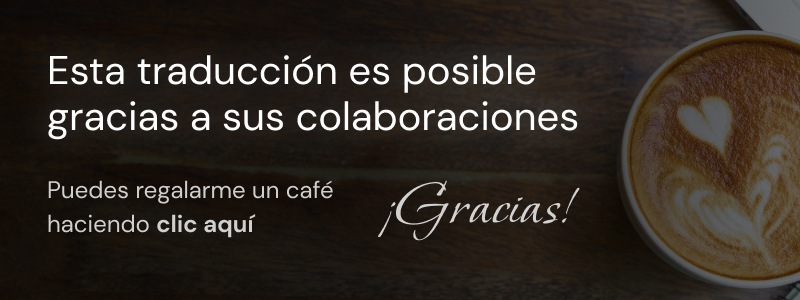 Esta traducción es posible
gracias a sus colaboraciones
Puedes regalarme un café
haciendo clic aquí
¡Gracias!